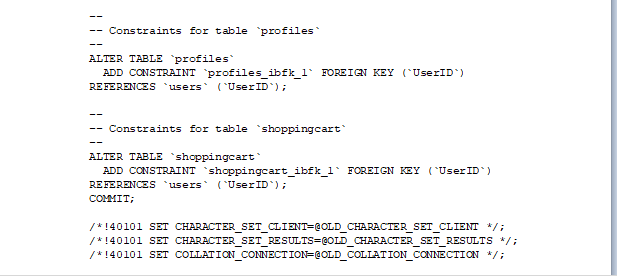 --
-- Constraints for table `profiles`
--
ALTER TABLE `profiles`
  ADD CONSTRAINT `profiles_ibfk_1` FOREIGN KEY (`UserID`)
REFERENCES `users` (`UserID`);

--
-- Constraints for table `shoppingcart`
--
ALTER TABLE `shoppingcart`
  ADD CONSTRAINT `shoppingcart_ibfk_1` FOREIGN KEY (`UserID`)
REFERENCES `users` (`UserID`);
COMMIT;

/*!40101 SET CHARACTER_SET_CLIENT=@OLD_CHARACTER_SET_CLIENT */;
/*!40101 SET CHARACTER_SET_RESULTS=@OLD_CHARACTER_SET_RESULTS */;
/*!40101 SET COLLATION_CONNECTION=@OLD_COLLATION_CONNECTION */;